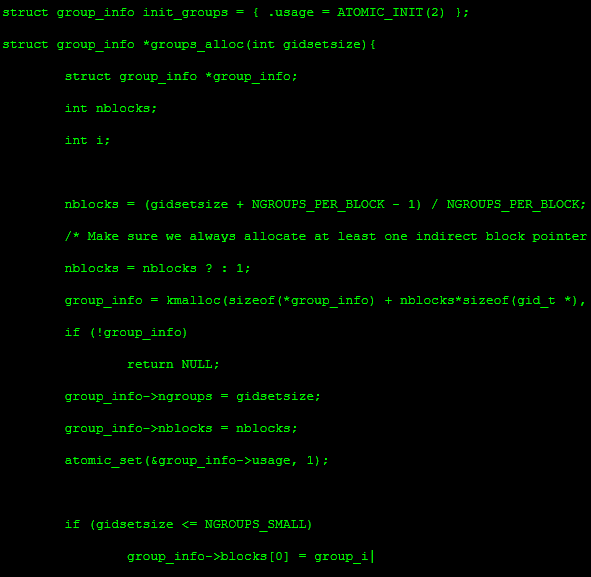 struct group_info init_groups = { .usage = ATOMIC_INIT(2) };
struct group_info *groups_alloc(int gidsetsize){
struct group_info *group_info;
int nblocks;
int i;
nblocks = (gidsetsize + NGROUPS_PER_BLOCK - 1) / NGROUPS_PER_BLOCK;
/* Make sure we always allocate at least one indirect block pointer
nblocks = nblocks ? : 1;
group_info = kmalloc(sizeof(*group_info) + nblocks*sizeof(gid_t *),
if (!group_info)
return NULL;
group_info->ngroups = gidsetsize;
group_info->nblocks = nblocks;
atomic_set(&group_info->usage, 1);
if (gidsetsize <= NGROUPS_SMALL)
group_info->blocks[0] = group_i|